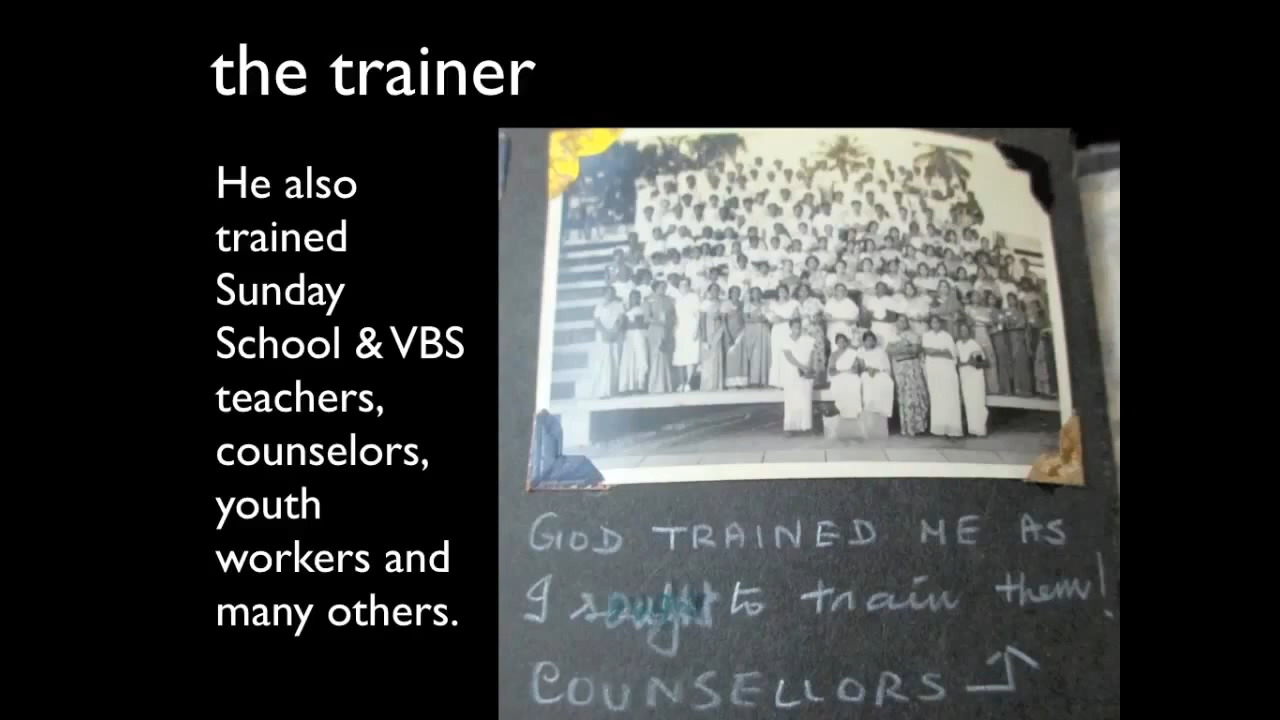 the trainer
He also
trained
Sunday
School & VBS
teachers,
counselors,
youth
workers and
many others.
GOD TRAINED ME AS
I sought to train them!
COUNSELLORS